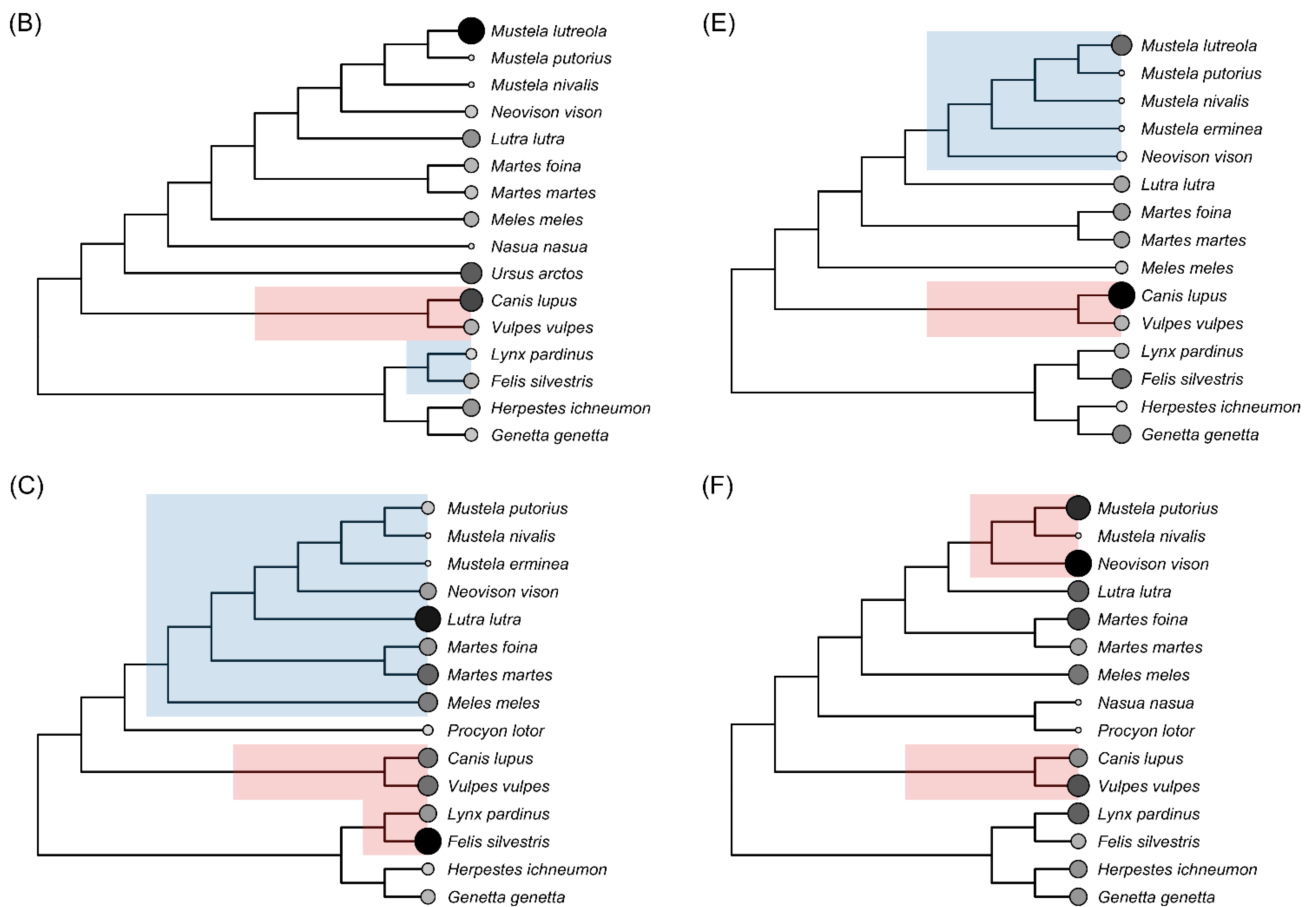 (B)
Mustela lutreola
Mustela putorius
Mustela nivalis
Neovison vison
Lutra lutra
Martes foina
Martes martes
Meles meles
Nasua nasua
Ursus arctos
Canis lupus
Vulpes vulpes
Lynx pardinus
Felis silvestris
Herpestes ichneumon
Genetta genetta
(E)
Mustela lutreola
Mustela putorius
Mustela nivalis
Mustela erminea
Neovison vison
Lutra lutra
Martes foina
Martes martes
Meles meles
Canis lupus
Vulpes vulpes
Lynx pardinus
Felis silvestris
Herpestes ichneumon
Genetta genetta
(C)
Mustela putorius
Mustela nivalis
Mustela erminea
Neovison vison
Lutra lutra
Martes foina
Martes martes
Meles meles
Procyon lotor
Canis lupus
Vulpes vulpes
Lynx pardinus
Felis silvestris
Herpestes ichneumon
Genetta genetta
(F)
Mustela putorius
Mustela nivalis
Neovison vison
Lutra lutra
Martes foina
Martes martes
Meles meles
Nasua nasua
Procyon lotor
Canis lupus
Vulpes vulpes
Lynx pardinus
Felis silvestris
Herpestes ichneumon
Genetta genetta